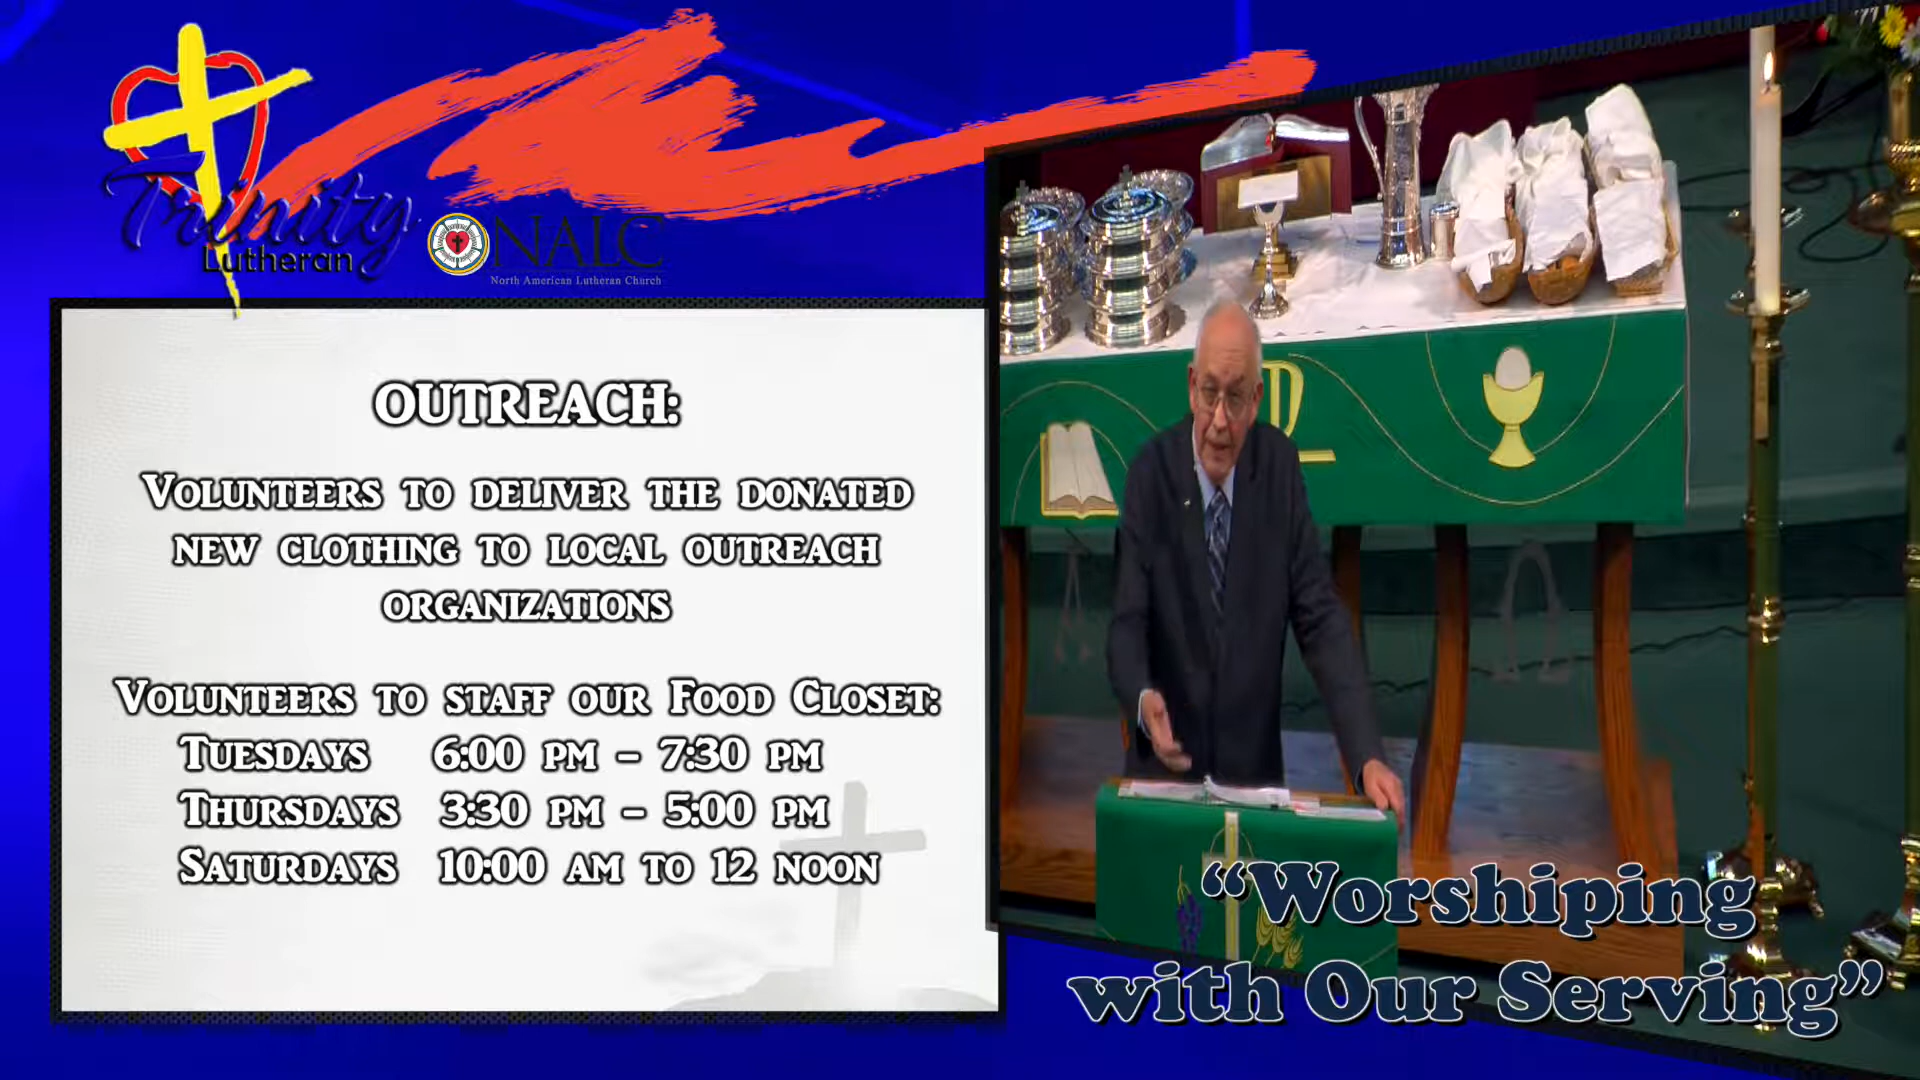 Trinity
Lutheran
NALC
North American Lutheran Church
OUTREACH:
VOLUNTEERS TO DELIVER THE DONATED
NEW CLOTHING TO LOCAL OUTREACH
ORGANIZATIONS
VOLUNTEERS TO STAFF OUR FOOD CLOSET:
TUESDAYS 6:00 PM – 7:30 PM
THURSDAYS 3:30 PM – 5:00 PM
SATURDAYS 10:00 AM TO 12 NOON
“Worshiping
with Our Serving”